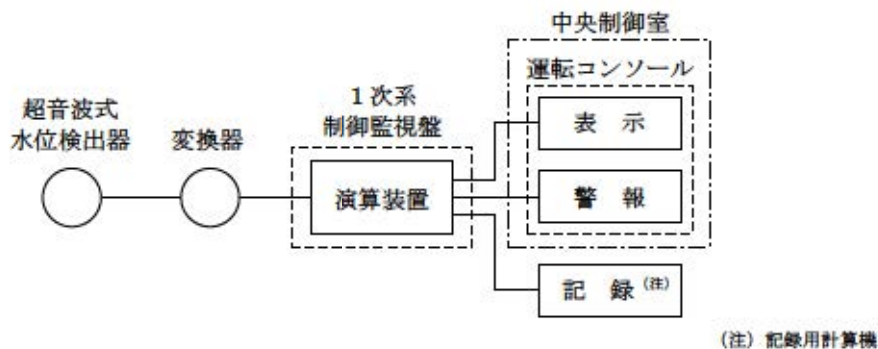 中央制御室
運転コンソール
1次系
制御監視盤
超音波式
水位検出器
変換器
演算装置
表 示
警 報
記 録 (注)
(注) 記録用計算機